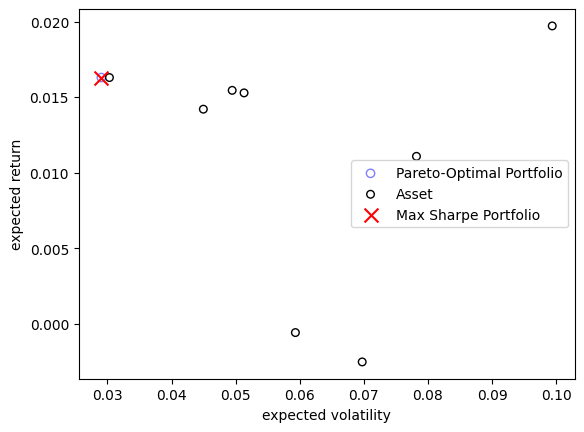 0.020
0.015
0.010
0.005
0.000
expected return
Pareto-Optimal Portfolio
Asset
Max Sharpe Portfolio
0.03 0.04 0.05 0.06 0.07 0.08 0.09 0.10
expected volatility